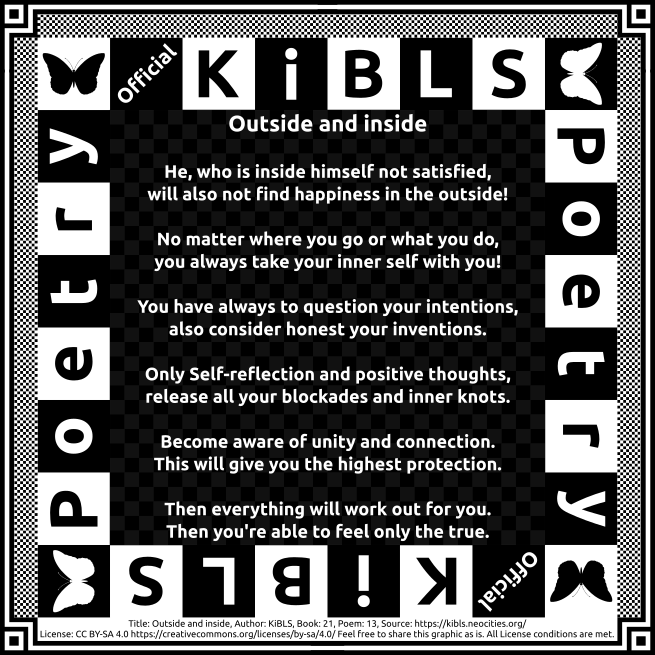 Official KiBLS
Poetry
Poetry
Outside and inside
He, who is inside himself not satisfied,
will also not find happiness in the outside!
No matter where you go or what you do,
you always take your inner self with you!
You have always to question your intentions,
also consider honest your inventions.
Only Self-reflection and positive thoughts,
release all your blockades and inner knots.
Become aware of unity and connection.
This will give you the highest protection.
Then everything will work out for you.
Then you're able to feel only the true.
Official KiBLS
Title: Outside and inside, Author: KiBLS, Book: 21, Poem: 13, Source: https://kibls.neocities.org/
License: CC BY-SA 4.0 https://creativecommons.org/licenses/by-sa/4.0/ Feel free to share this graphic as is. All License conditions are met.